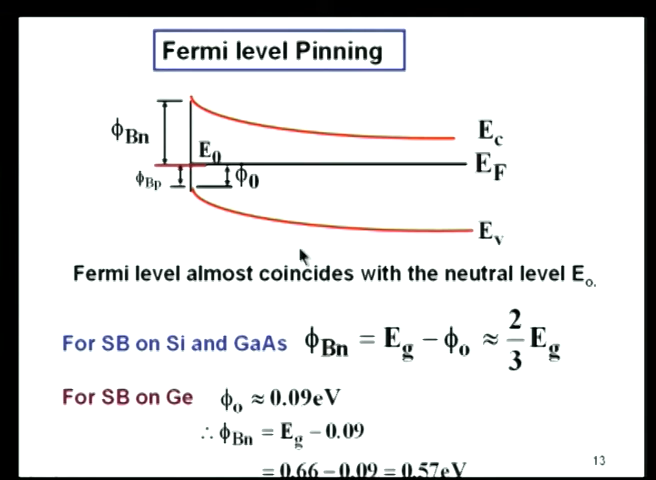 Fermi level Pinning
ϕBn
E0
Ec
EF
ϕBp
ϕ0
Ev
Fermi level almost coincides with the neutral level Eo.
For SB on Si and GaAs ϕBn = Eg − ϕo ≈ 2/3 Eg
For SB on Ge ϕo ≈ 0.09eV
∴ ϕBn = Eg − 0.09
= 0.66 − 0.09 = 0.57eV
13